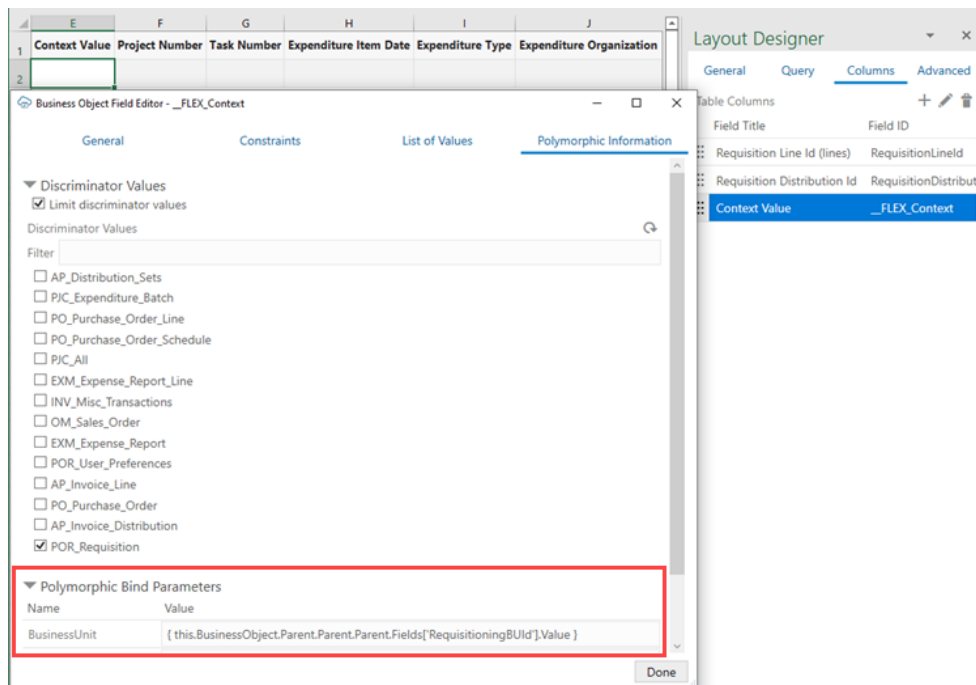 E F G H I J
1 Context Value Project Number Task Number Expenditure Item Date Expenditure Type Expenditure Organization
2
Layout Designer
General Query Columns Advanced
Table Columns
Field Title Field ID
Requisition Line Id (lines) RequisitionLineId
Requisition Distribution Id RequisitionDistribut
Context Value __FLEX_Context
Business Object Field Editor - __FLEX_Context
General Constraints List of Values Polymorphic Information
Discriminator Values
Limit discriminator values
Discriminator Values
Filter
AP_Distribution_Sets
PJC_Expenditure_Batch
PO_Purchase_Order_Line
PO_Purchase_Order_Schedule
PJC_All
EXM_Expense_Report_Line
INV_Misc_Transactions
OM_Sales_Order
EXM_Expense_Report
POR_User_Preferences
AP_Invoice_Line
PO_Purchase_Order
AP_Invoice_Distribution
POR_Requisition
Polymorphic Bind Parameters
Name Value
BusinessUnit { this.BusinessObject.Parent.Parent.Parent.Fields['RequisitioningBUId'].Value }
Done